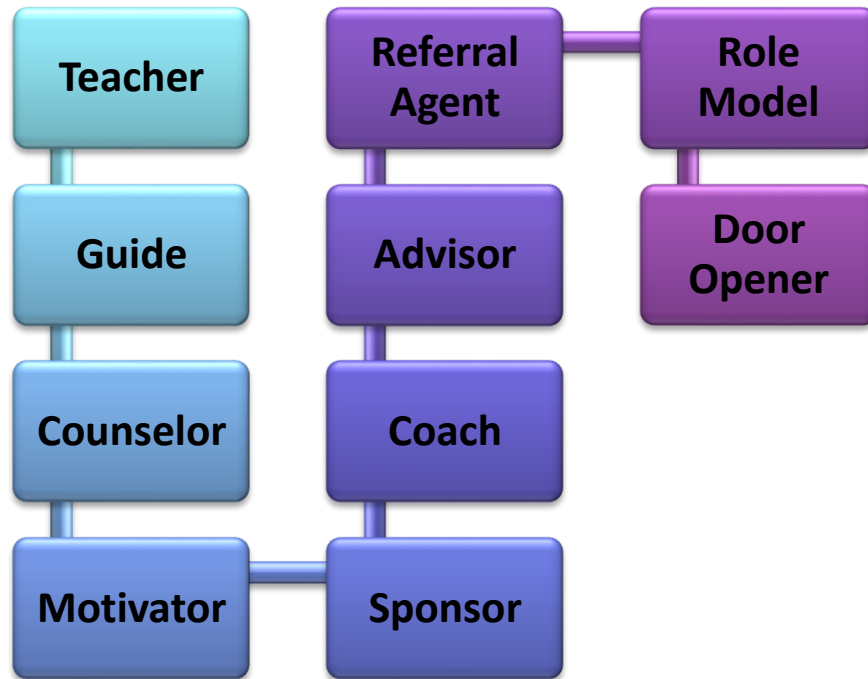 Teacher
Guide
Counselor
Motivator
Sponsor
Coach
Advisor
Referral
Agent
Role
Model
Door
Opener